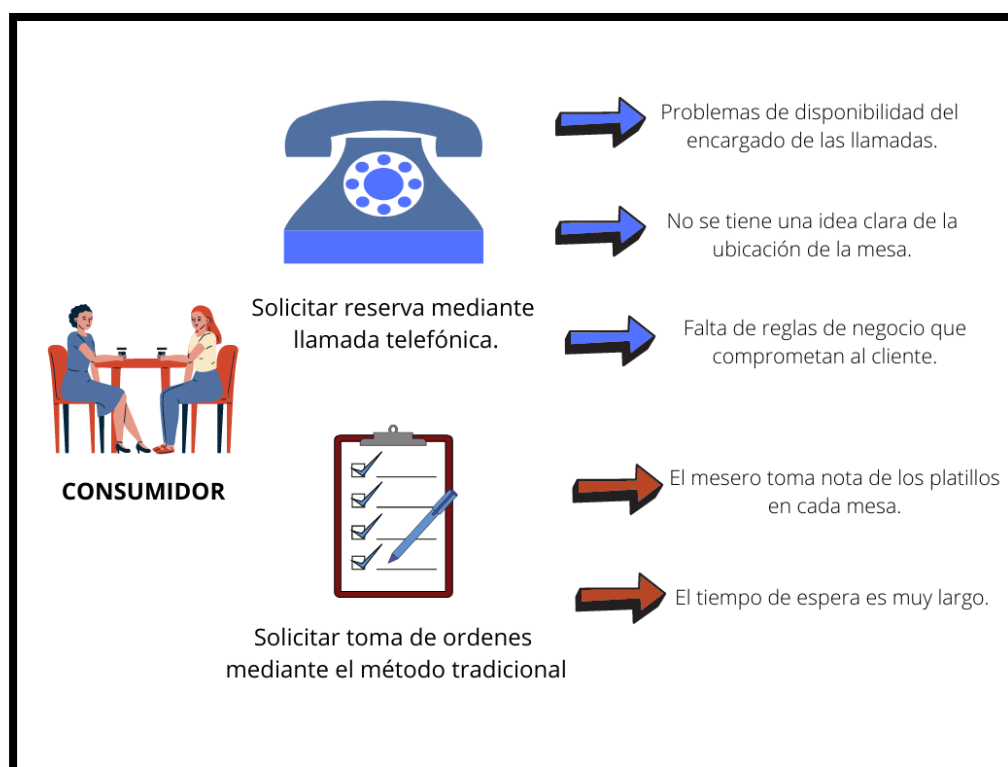 Problemas de disponibilidad del
encargado de las llamadas.
No se tiene una idea clara de la
ubicación de la mesa.
Solicitar reserva mediante
llamada telefónica.
Falta de reglas de negocio que
comprometan al cliente.
CONSUMIDOR
El mesero toma nota de los platillos
en cada mesa.
El tiempo de espera es muy largo.
Solicitar toma de ordenes
mediante el método tradicional